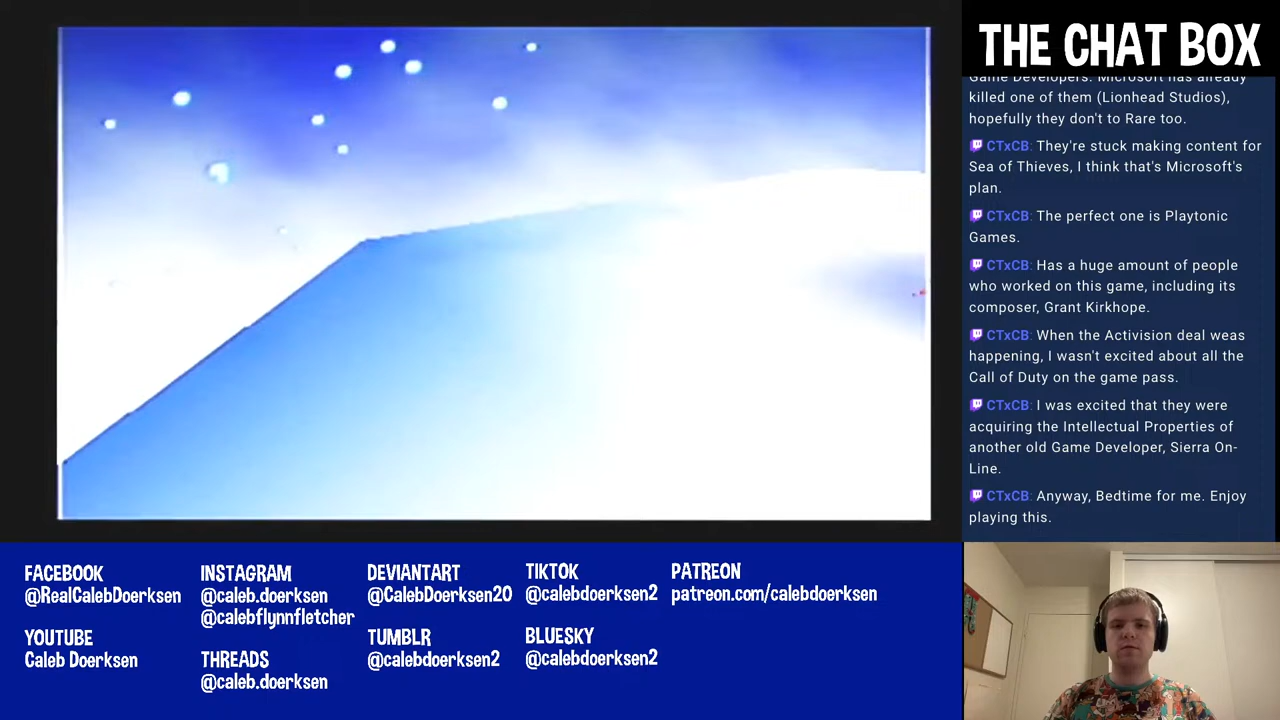 THE CHAT BOX
Game Developers. Microsoft has already
killed one of them (Lionhead Studios),
hopefully they don't to Rare too.
CTxCB: They're stuck making content for
Sea of Thieves, I think that's Microsoft's
plan.
CTxCB: The perfect one is Playtonic
Games.
CTxCB: Has a huge amount of people
who worked on this game, including its
composer, Grant Kirkhope.
CTxCB: When the Activision deal weas
happening, I wasn't excited about all the
Call of Duty on the game pass.
CTxCB: I was excited that they were
acquiring the Intellectual Properties of
another old Game Developer, Sierra On-
Line.
CTxCB: Anyway, Bedtime for me. Enjoy
playing this.
FACEBOOK
@RealCalebDoerksen
YOUTUBE
Caleb Doerksen
INSTAGRAM
@caleb.doerksen
@calebflynnfletcher
THREADS
@caleb.doerksen
DEVIANTART
@CalebDoerksen20
TUMBLR
@calebdoerksen2
TIKTOK
@calebdoerksen2
BLUESKY
@calebdoerksen2
PATREON
patreon.com/calebdoerksen